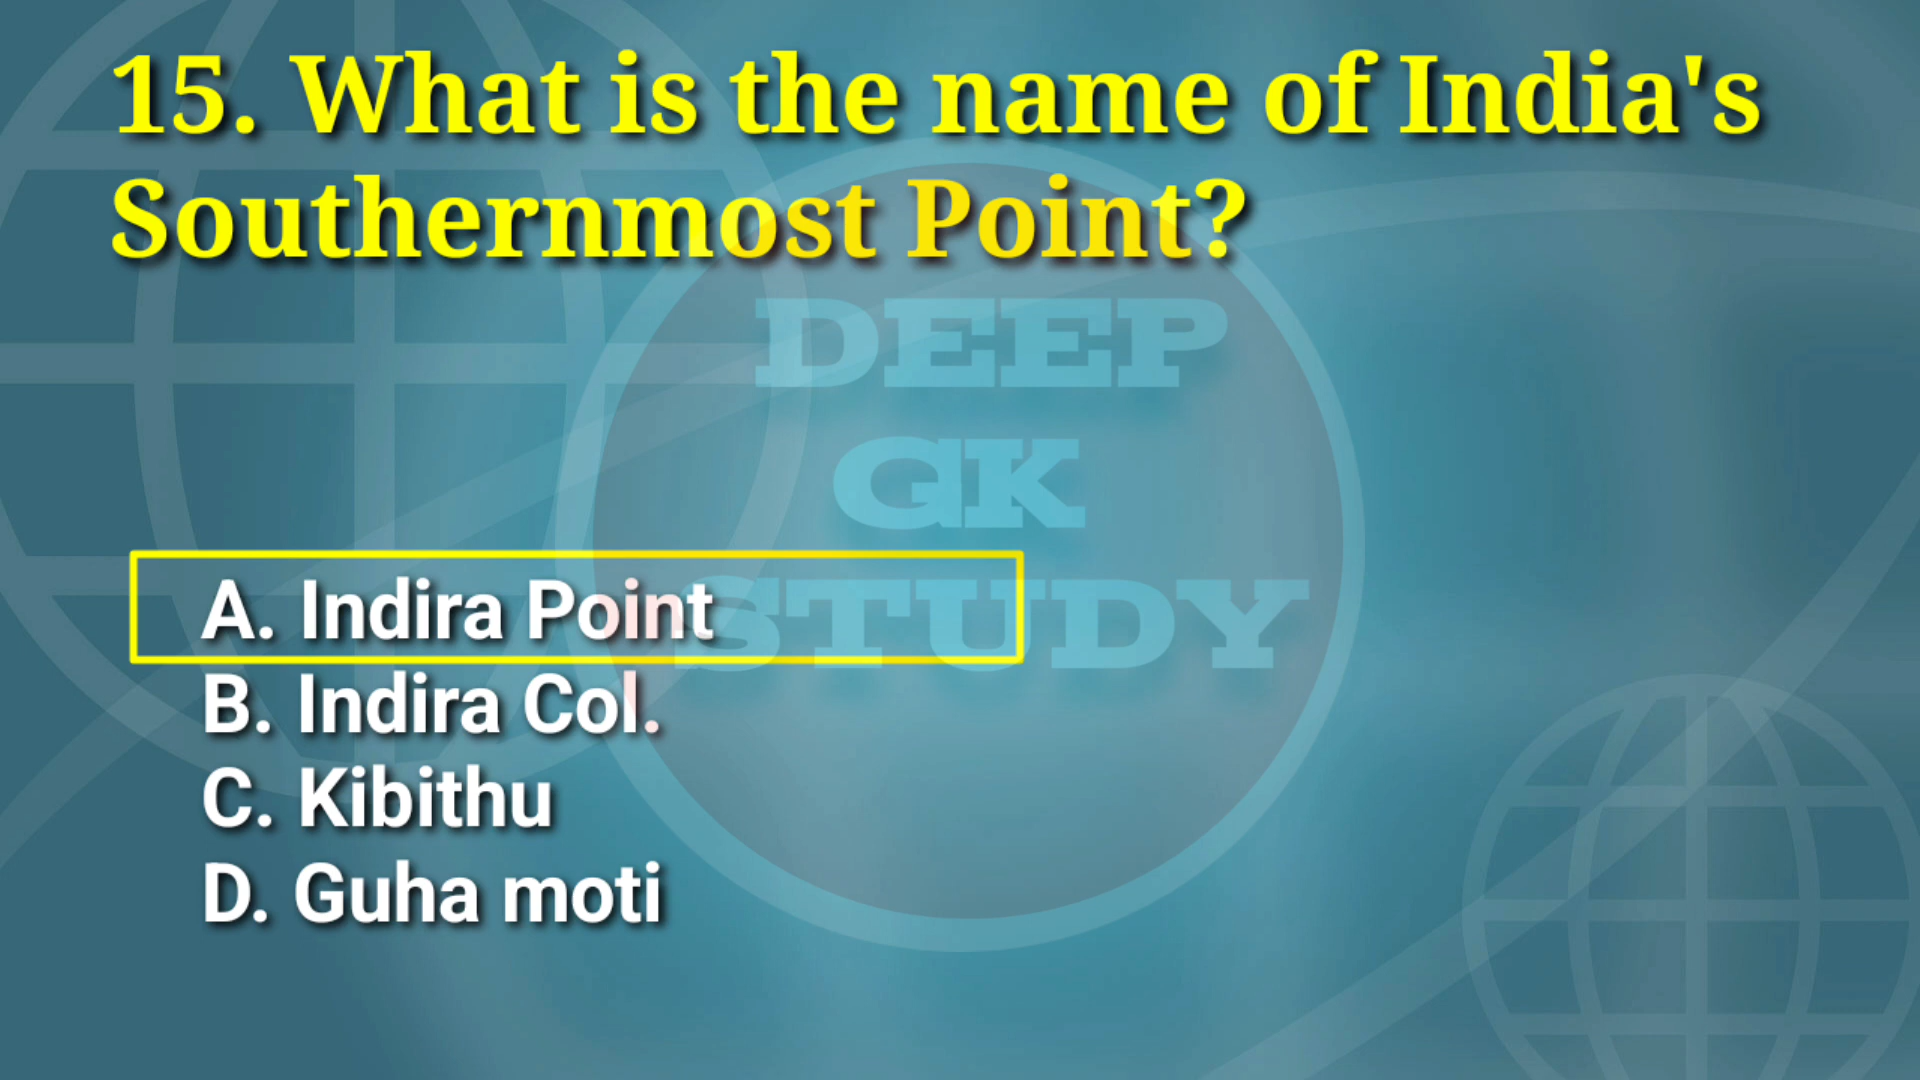 15. What is the name of India's
Southernmost Point?
DEEP
GK
STUDY
A. Indira Point
B. Indira Col.
C. Kibithu
D. Guha moti